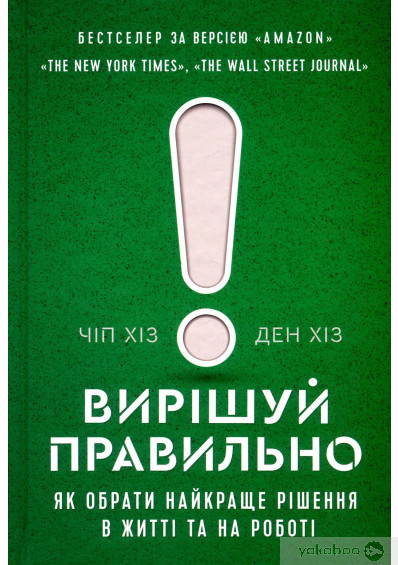 БЕСТСЕЛЕР ЗА ВЕРСІЄЮ «AMAZON»
«THE NEW YORK TIMES», «THE WALL STREET JOURNAL»
!
ЧІП ХІЗ ДЕН ХІЗ
ВИРІШУЙ
ПРАВИЛЬНО
ЯК ОБРАТИ НАЙКРАЩЕ РІШЕННЯ
В ЖИТТІ ТА НА РОБОТІ
yakaboo